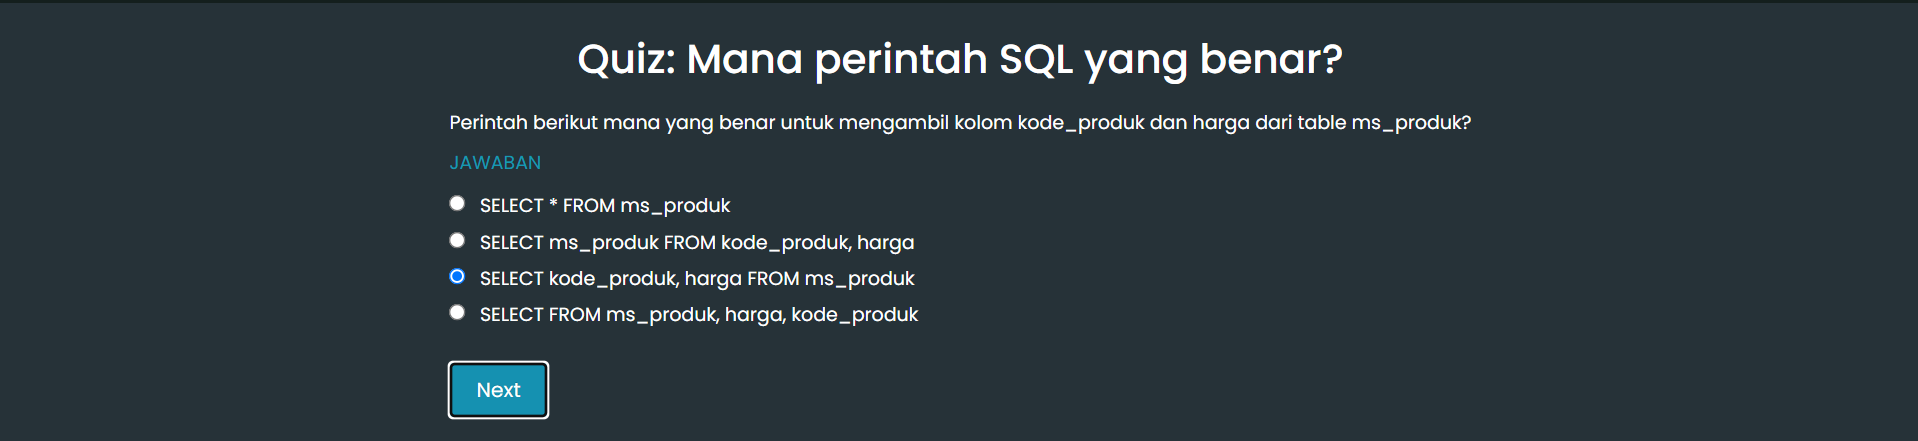 Quiz: Mana perintah SQL yang benar?
Perintah berikut mana yang benar untuk mengambil kolom kode_produk dan harga dari table ms_produk?
JAWABAN
SELECT * FROM ms_produk
SELECT ms_produk FROM kode_produk, harga
SELECT kode_produk, harga FROM ms_produk
SELECT FROM ms_produk, harga, kode_produk
Next